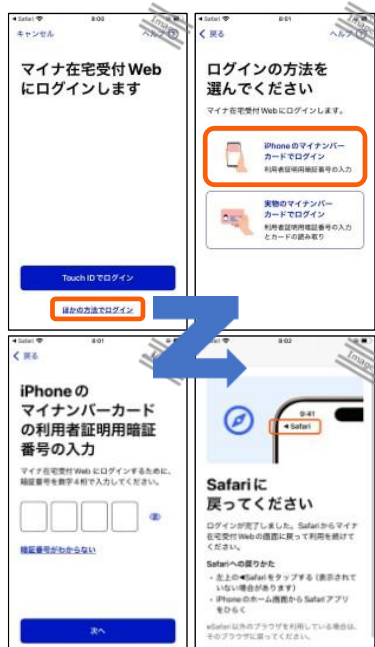 ◀ Safari
8:00
Image
キャンセル
ヘルプ
マイナ在宅受付 Web
にログインします
Touch IDでログイン
ほかの方法でログイン
◀ Safari
8:01
Image
戻る
ヘルプ
ログインの方法を
選んでください
マイナ在宅受付Webにログインします。
iPhoneのマイナンバー
カードでログイン
利用者証明用暗証番号の入力
実物のマイナンバー
カードでログイン
利用者証明用暗証番号の入力
とカードの読み取り
◀ Safari
8:01
戻る
iPhoneの
マイナンバーカード
の利用者証明用暗証
番号の入力
マイナ在宅受付Webにログインするために、
暗証番号を数字4桁で入力してください。
暗証番号がわからない
次へ
8:02
Image
9:41
◀ Safari
Safariに
戻ってください
ログインが完了しました。Safariからマイナ
在宅受付Webの画面に戻って利用を続けて
ください。
Safariへの戻りかた
・左上の◀Safariをタップする（表示されて
いない場合があります）
・iPhoneのホーム画面からSafariアプリ
をひらく
※Safari以外のブラウザを利用している場合は、
そのブラウザに戻ってください。